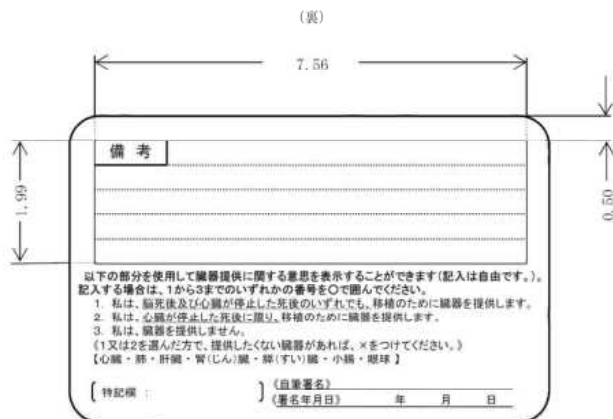 （裏）
7.56
備 考
1.99
0.50
以下の部分を使用して臓器提供に関する意思を表示することができます（記入は自由です。）。
記入する場合は、1から3までのいずれかの番号を○で囲んでください。
1. 私は、脳死後及び心臓が停止した死後のいずれでも、移植のために臓器を提供します。
2. 私は、心臓が停止した死後に限り、移植のために臓器を提供します。
3. 私は、臓器を提供しません。
《1又は2を選んだ方で、提供したくない臓器があれば、×をつけてください。》
【心臓・肺・肝臓・腎（じん）臓・膵（すい）臓・小腸・眼球】
〔特記欄： 〕《自筆署名》
《署名年月日》 年 月 日